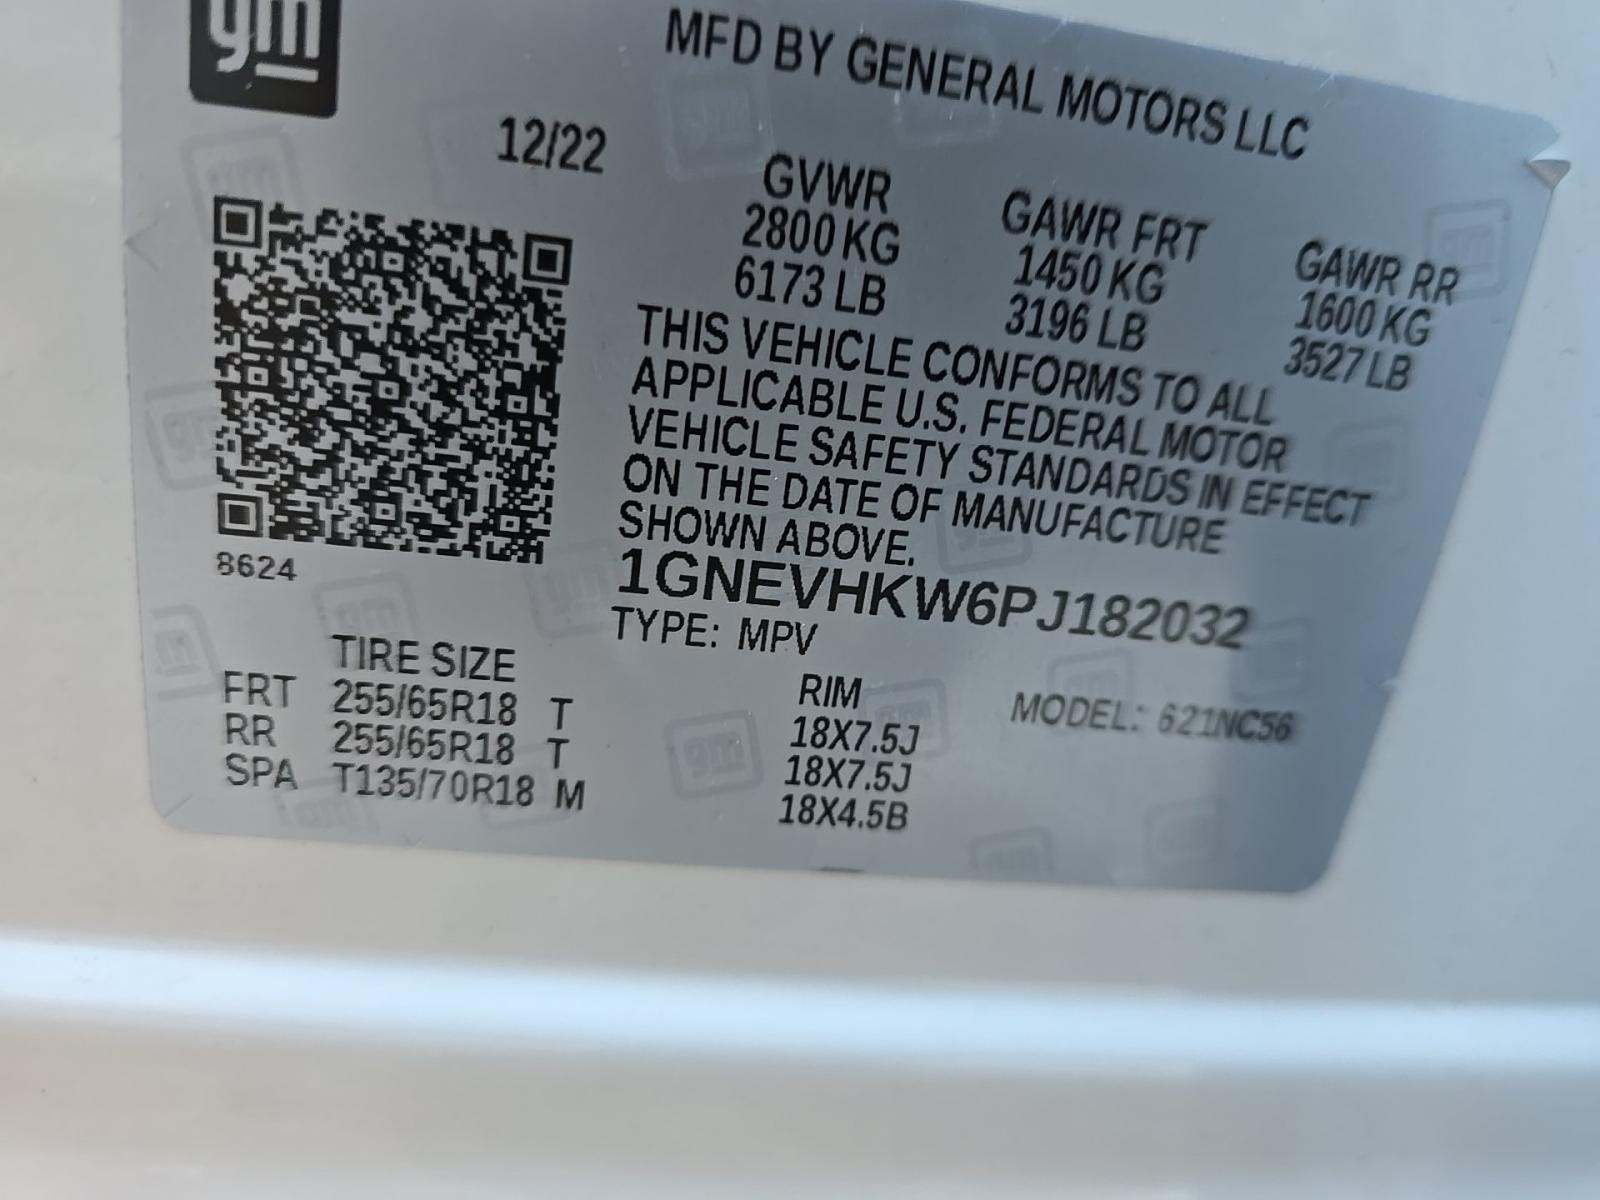 gm
MFD BY GENERAL MOTORS LLC
12/22
GVWR GAWR FRT GAWR RR
2800 KG 1450 KG 1600 KG
6173 LB 3196 LB 3527 LB
THIS VEHICLE CONFORMS TO ALL
APPLICABLE U.S. FEDERAL MOTOR
VEHICLE SAFETY STANDARDS IN EFFECT
ON THE DATE OF MANUFACTURE
SHOWN ABOVE.
8624
1GNEVHKW6PJ182032
TYPE: MPV
TIRE SIZE RIM MODEL: 621NC56
FRT 255/65R18 T 18X7.5J
RR 255/65R18 T 18X7.5J
SPA T135/70R18 M 18X4.5B